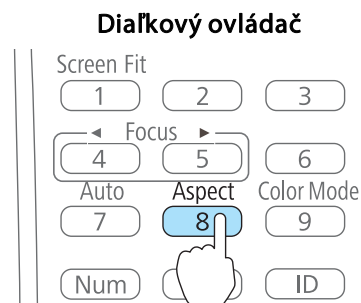 Diaľkový ovládač
Screen Fit
1 2 3
◄ Focus ►
4 5 6
Auto Aspect Color Mode
7 8 9
Num ID